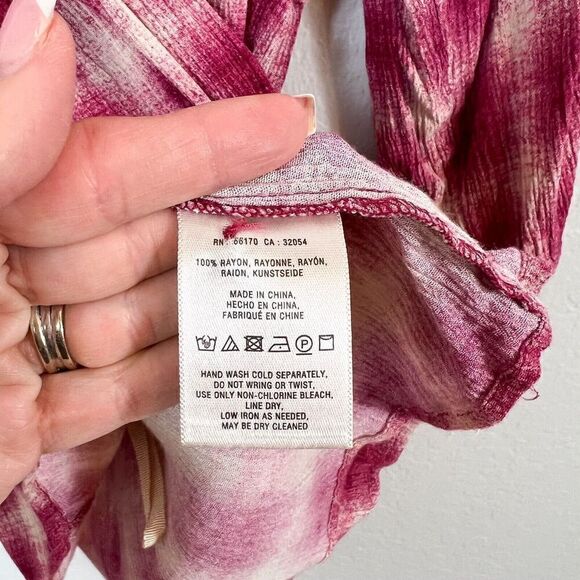 RN: 66170 CA: 32054
100% RAYON, RAYONNE, RAYÓN,
RAION, KUNSTSEIDE
MADE IN CHINA,
HECHO EN CHINA,
FABRIQUÉ EN CHINE
HAND WASH COLD SEPARATELY,
DO NOT WRING OR TWIST,
USE ONLY NON-CHLORINE BLEACH,
LINE DRY,
LOW IRON AS NEEDED,
MAY BE DRY CLEANED